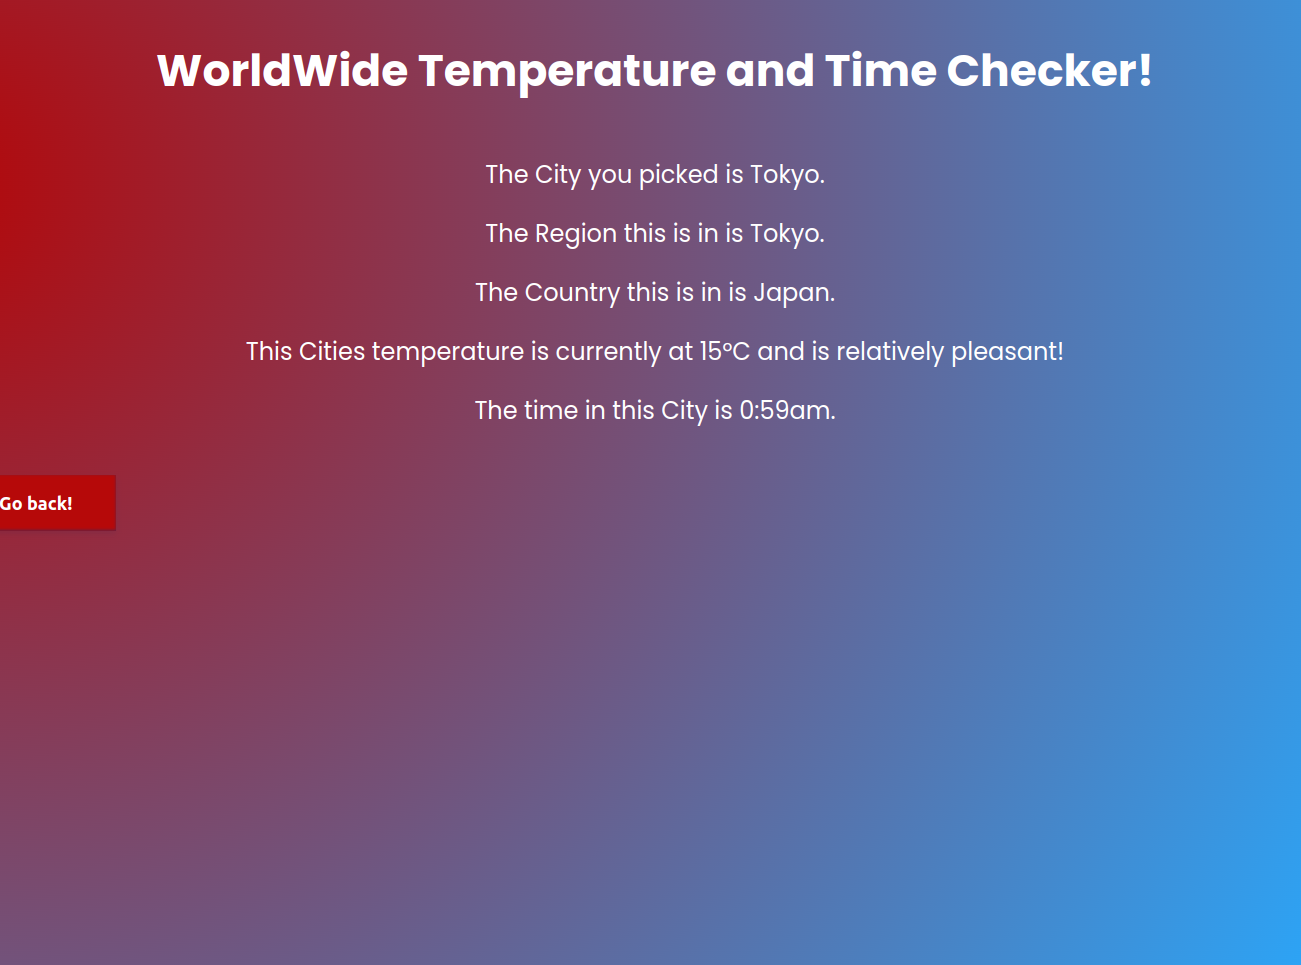 WorldWide Temperature and Time Checker!
The City you picked is Tokyo.
The Region this is in is Tokyo.
The Country this is in is Japan.
This Cities temperature is currently at 15°C and is relatively pleasant!
The time in this City is 0:59am.
Go back!